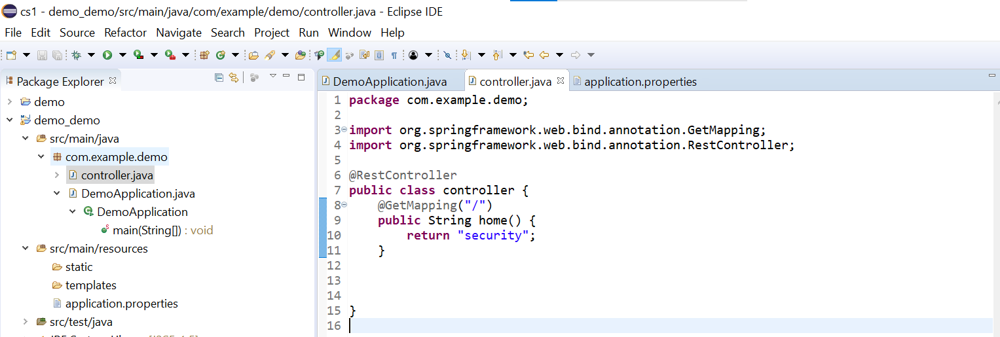 cs1 - demo_demo/src/main/java/com/example/demo/controller.java - Eclipse IDE
File Edit Source Refactor Navigate Search Project Run Window Help
Package Explorer
demo
demo_demo
src/main/java
com.example.demo
controller.java
DemoApplication.java
DemoApplication
main(String[]) : void
src/main/resources
static
templates
application.properties
src/test/java
DemoApplication.java controller.java application.properties
1 package com.example.demo;
2
3 import org.springframework.web.bind.annotation.GetMapping;
4 import org.springframework.web.bind.annotation.RestController;
5
6 @RestController
7 public class controller {
8 @GetMapping("/")
9 public String home() {
10 return "security";
11 }
12
13
14
15 }
16